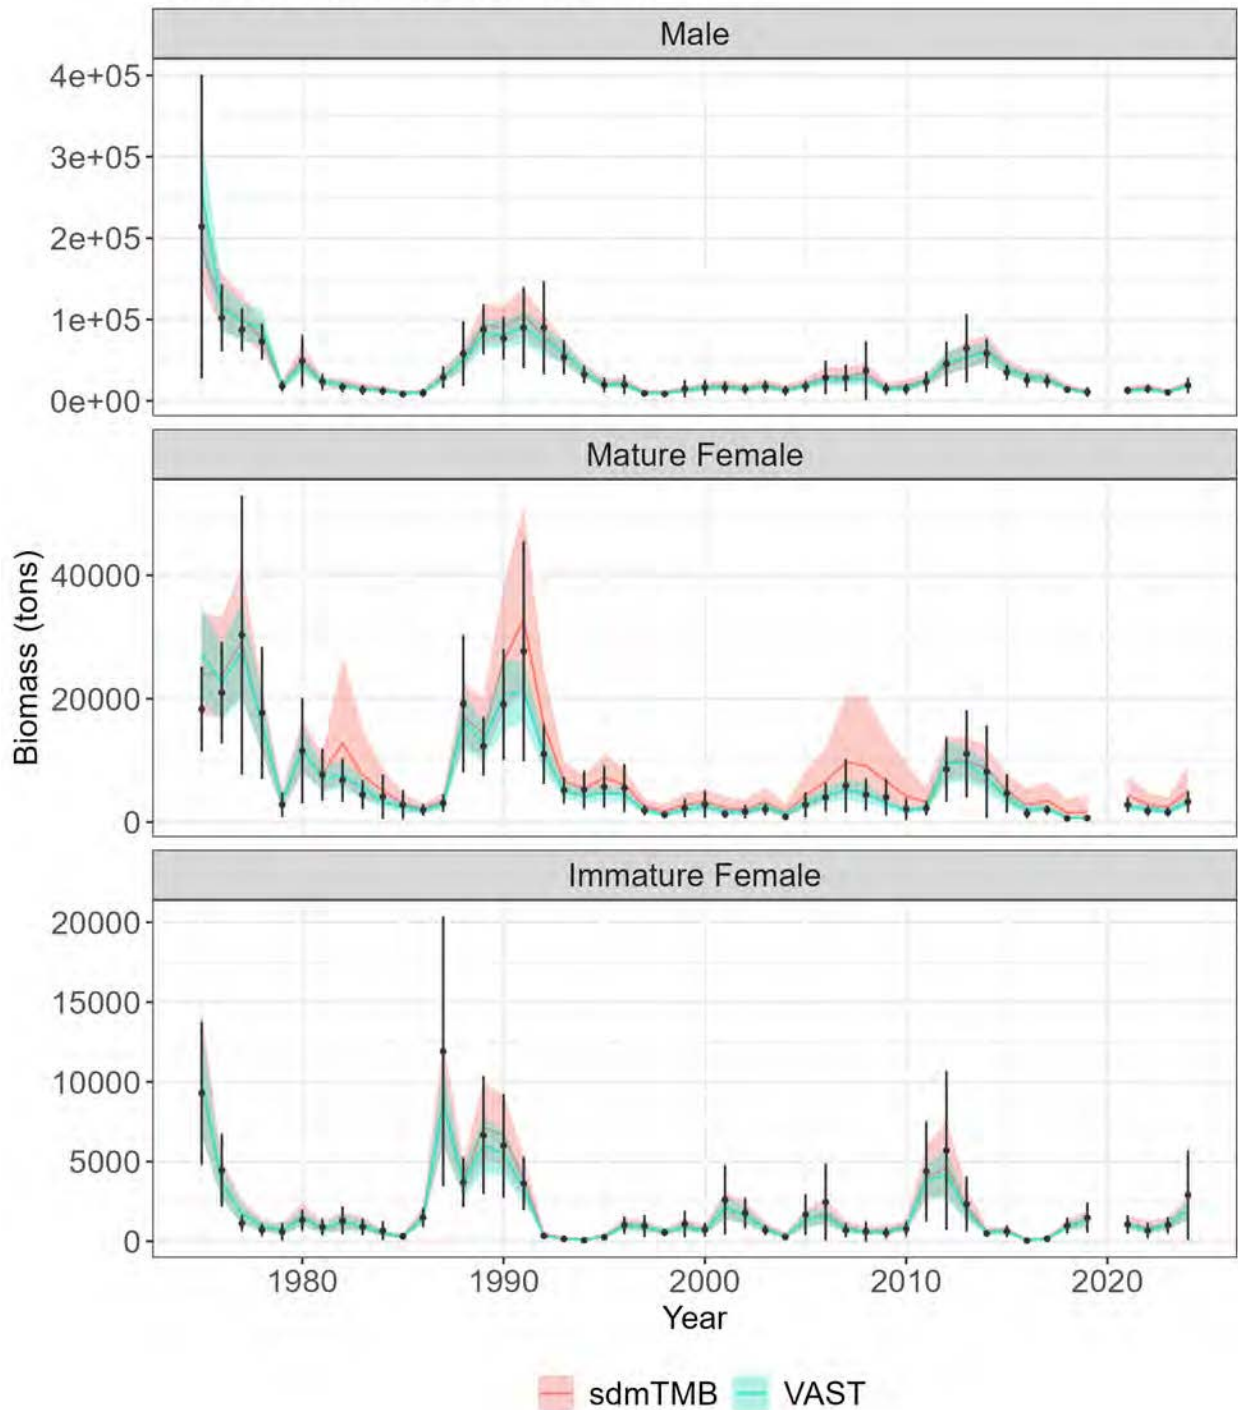 Male
4e+05
3e+05
2e+05
1e+05
0e+00
Mature Female
40000
20000
0
Biomass (tons)
Immature Female
20000
15000
10000
5000
0
1980 1990 2000 2010 2020
Year
sdmTMB VAST